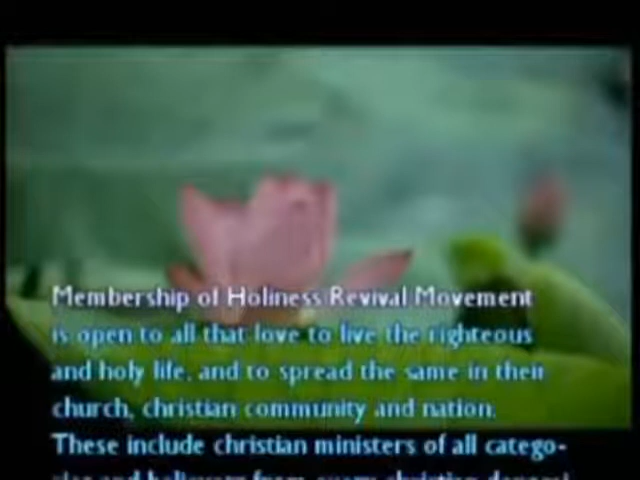 Membership of Holiness Revival Movement
is open to all that love to live the righteous
and holy life, and to spread the same in their
church, christian community and nation.
These include christian ministers of all catego-